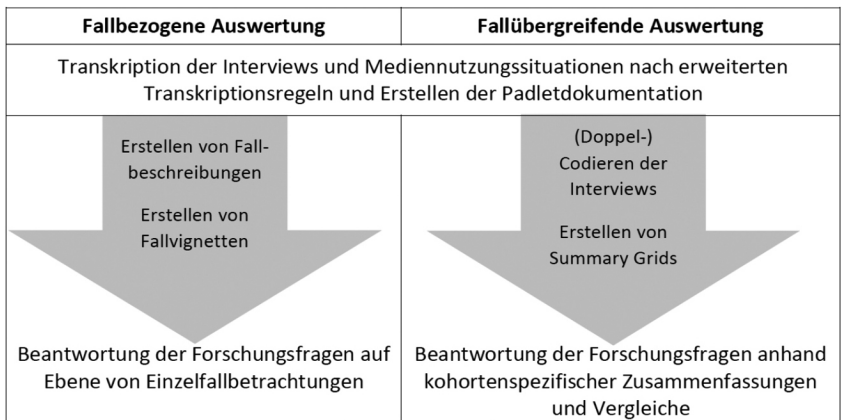 Fallbezogene Auswertung
Fallübergreifende Auswertung
Transkription der Interviews und Mediennutzungssituationen nach erweiterten
Transkriptionsregeln und Erstellen der Padletdokumentation
Erstellen von Fall-
beschreibungen
Erstellen von
Fallvignetten
(Doppel-)
Codieren der
Interviews
Erstellen von
Summary Grids
Beantwortung der Forschungsfragen auf
Ebene von Einzelfallbetrachtungen
Beantwortung der Forschungsfragen anhand
kohortenspezifischer Zusammenfassungen
und Vergleiche